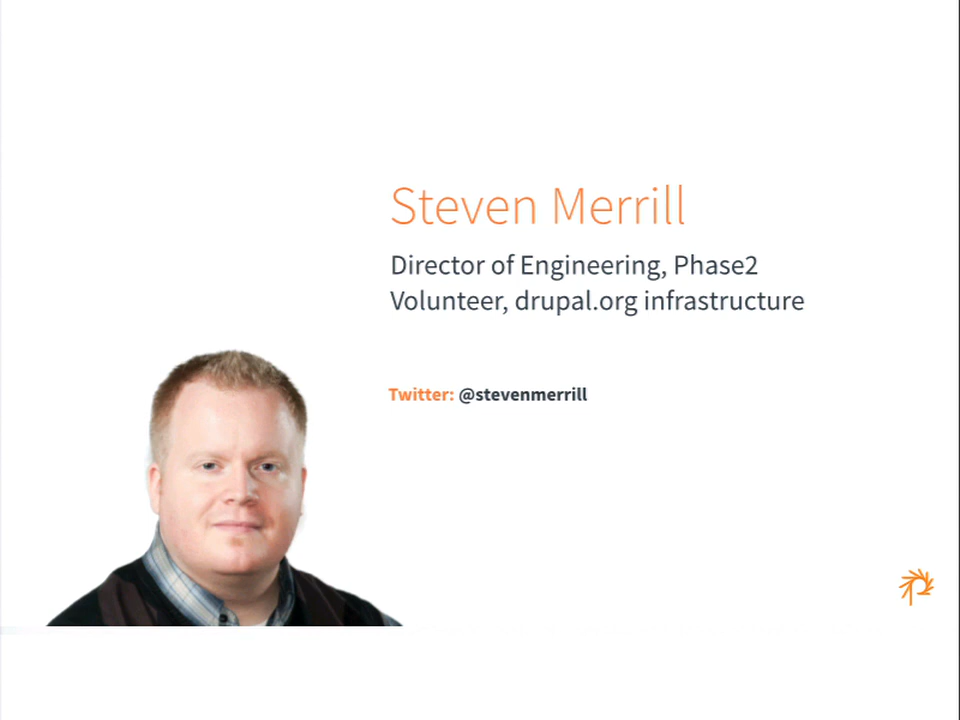 Steven Merrill
Director of Engineering, Phase2
Volunteer, drupal.org infrastructure
Twitter: @stevenmerrill